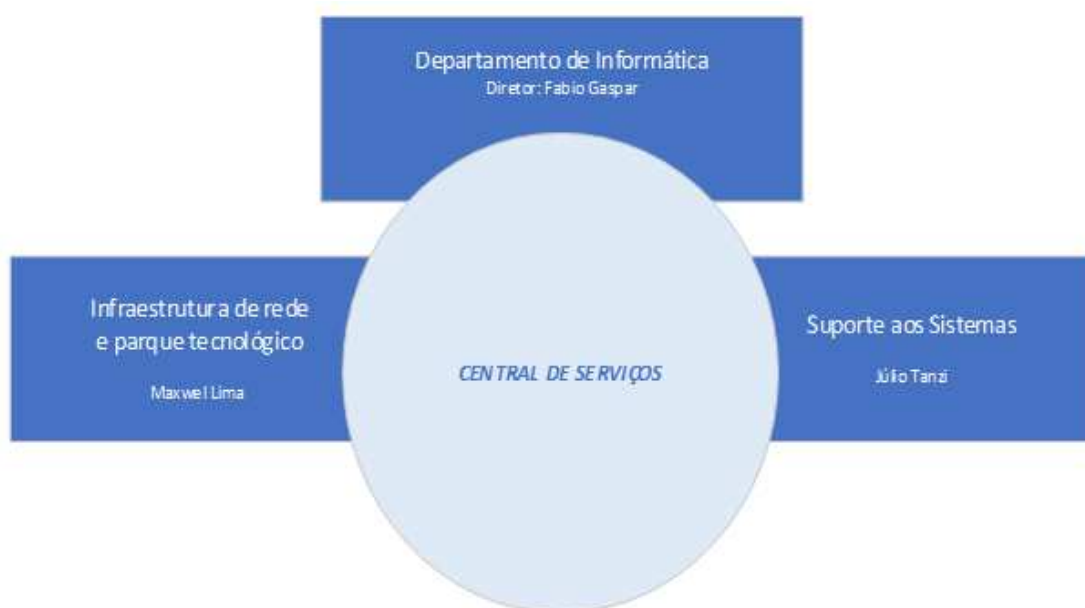 Departamento de Informática
Diretor: Fabio Gaspar
Infraestrutura de rede
e parque tecnológico
Maxwel Lima
CENTRAL DE SERVIÇOS
Suporte aos Sistemas
Júlio Tanzi